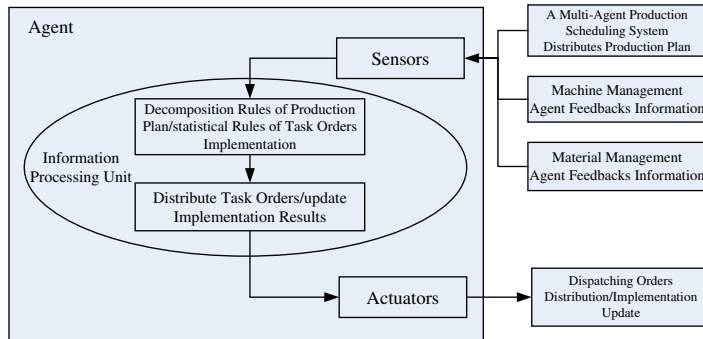 Agent
Sensors
A Multi-Agent Production
Scheduling System
Distributes Production Plan
Machine Management
Agent Feedbacks Information
Material Management
Agent Feedbacks Information
Decomposition Rules of Production
Plan/statistical Rules of Task Orders
Implementation
Information
Processing Unit
Distribute Task Orders/update
Implementation Results
Actuators
Dispatching Orders
Distribution/Implementation
Update